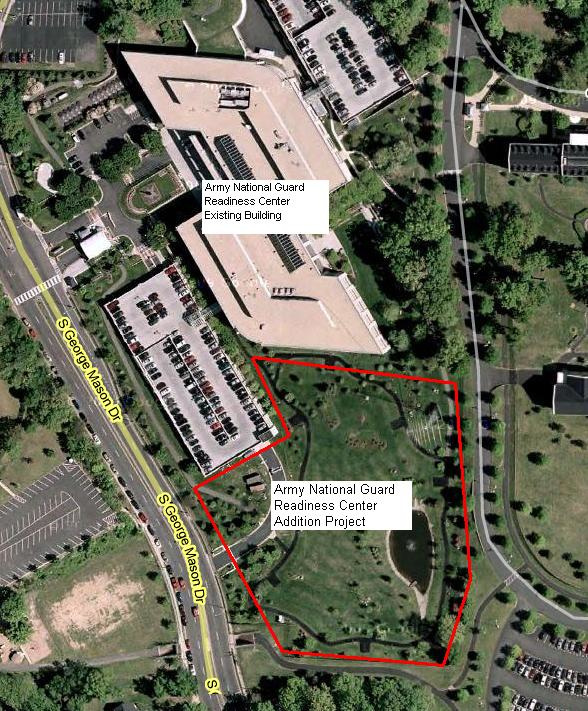 Army National Guard
Readiness Center
Existing Building
S George Mason Dr
Army National Guard
Readiness Center
Addition Project
S George Mason Dr
S